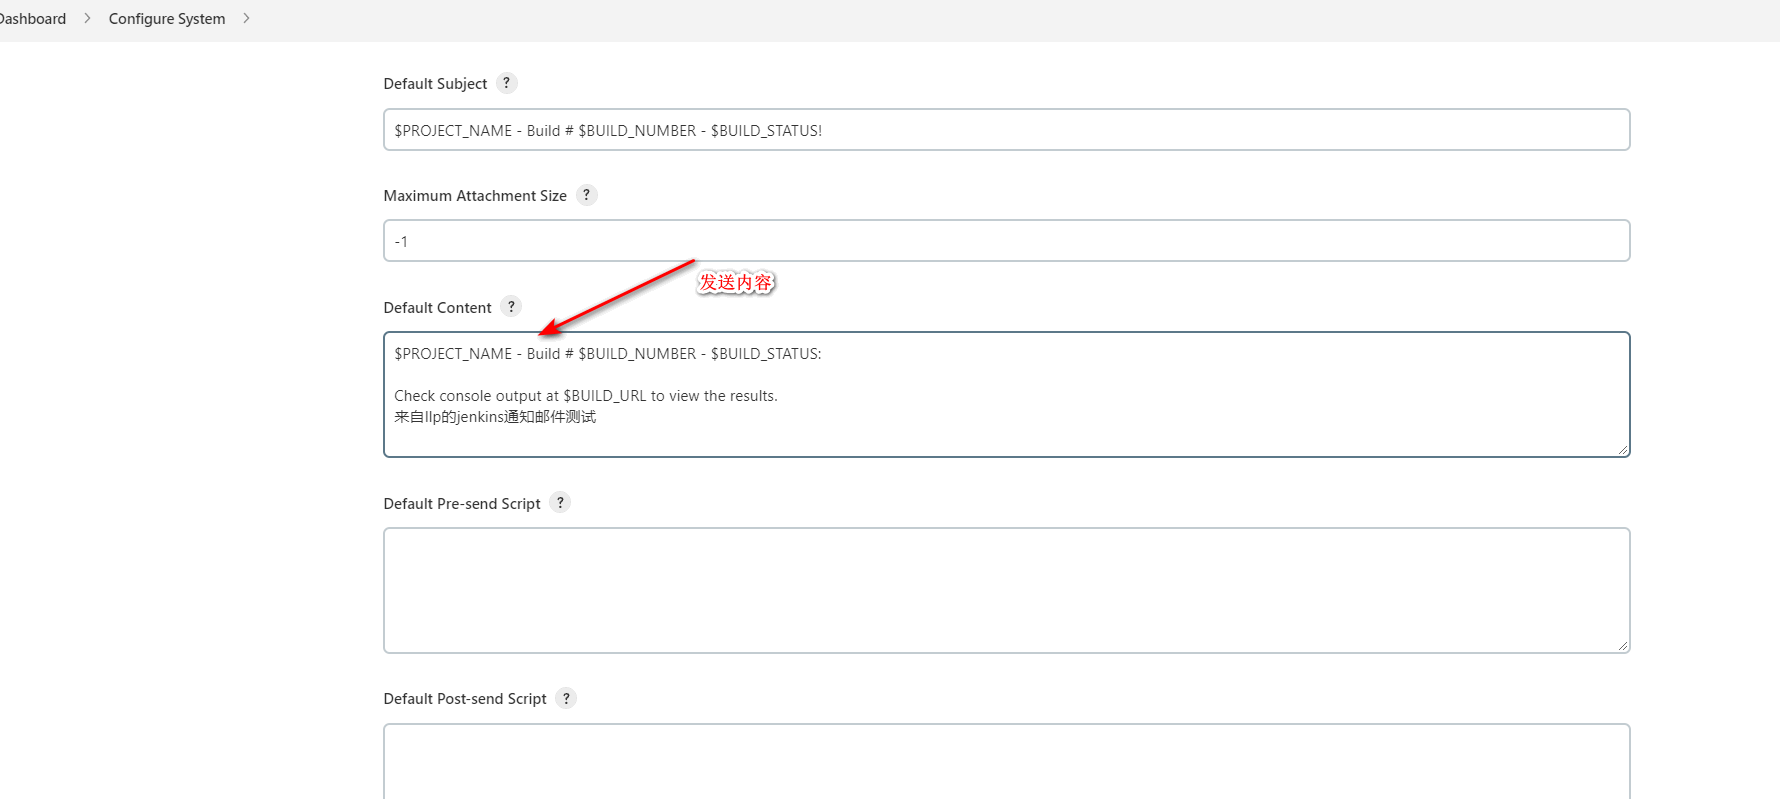 Dashboard > Configure System >
Default Subject ?
$PROJECT_NAME - Build # $BUILD_NUMBER - $BUILD_STATUS!
Maximum Attachment Size ?
-1
发送内容
Default Content ?
$PROJECT_NAME - Build # $BUILD_NUMBER - $BUILD_STATUS:
Check console output at $BUILD_URL to view the results.
来自llp的jenkins通知邮件测试
Default Pre-send Script ?
Default Post-send Script ?